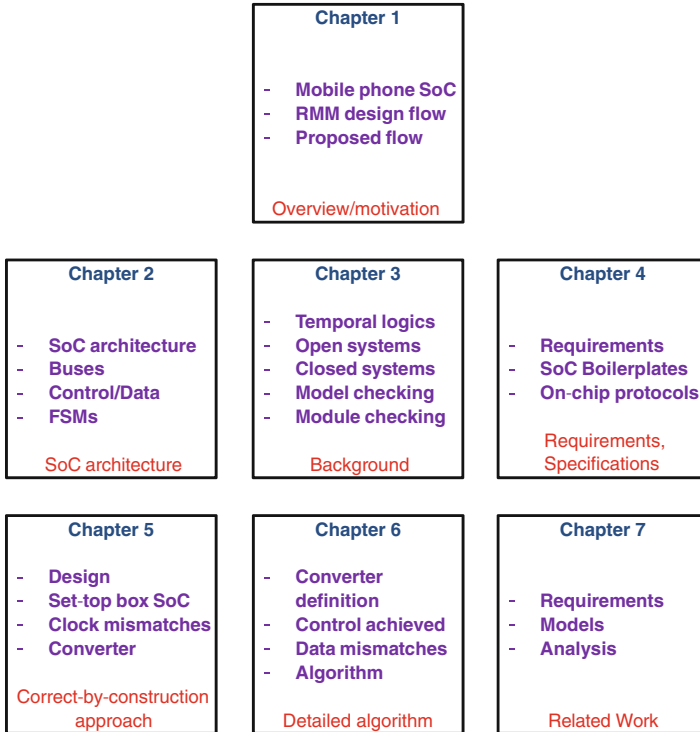 Chapter 1
- Mobile phone SoC
- RMM design flow
- Proposed flow
Overview/motivation
Chapter 2
- SoC architecture
- Buses
- Control/Data
- FSMs
SoC architecture
Chapter 3
- Temporal logics
- Open systems
- Closed systems
- Model checking
- Module checking
Background
Chapter 4
- Requirements
- SoC Boilerplates
- On-chip protocols
Requirements,
Specifications
Chapter 5
- Design
- Set-top box SoC
- Clock mismatches
- Converter
Correct-by-construction
approach
Chapter 6
- Converter
definition
- Control achieved
- Data mismatches
- Algorithm
Detailed algorithm
Chapter 7
- Requirements
- Models
- Analysis
Related Work